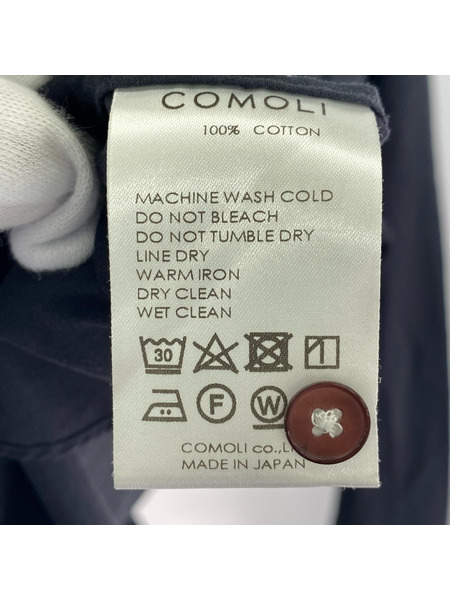 COMOLI
100% COTTON
MACHINE WASH COLD
DO NOT BLEACH
DO NOT TUMBLE DRY
LINE DRY
WARM IRON
DRY CLEAN
WET CLEAN
30
F W
COMOLI co.,
MADE IN JAPAN